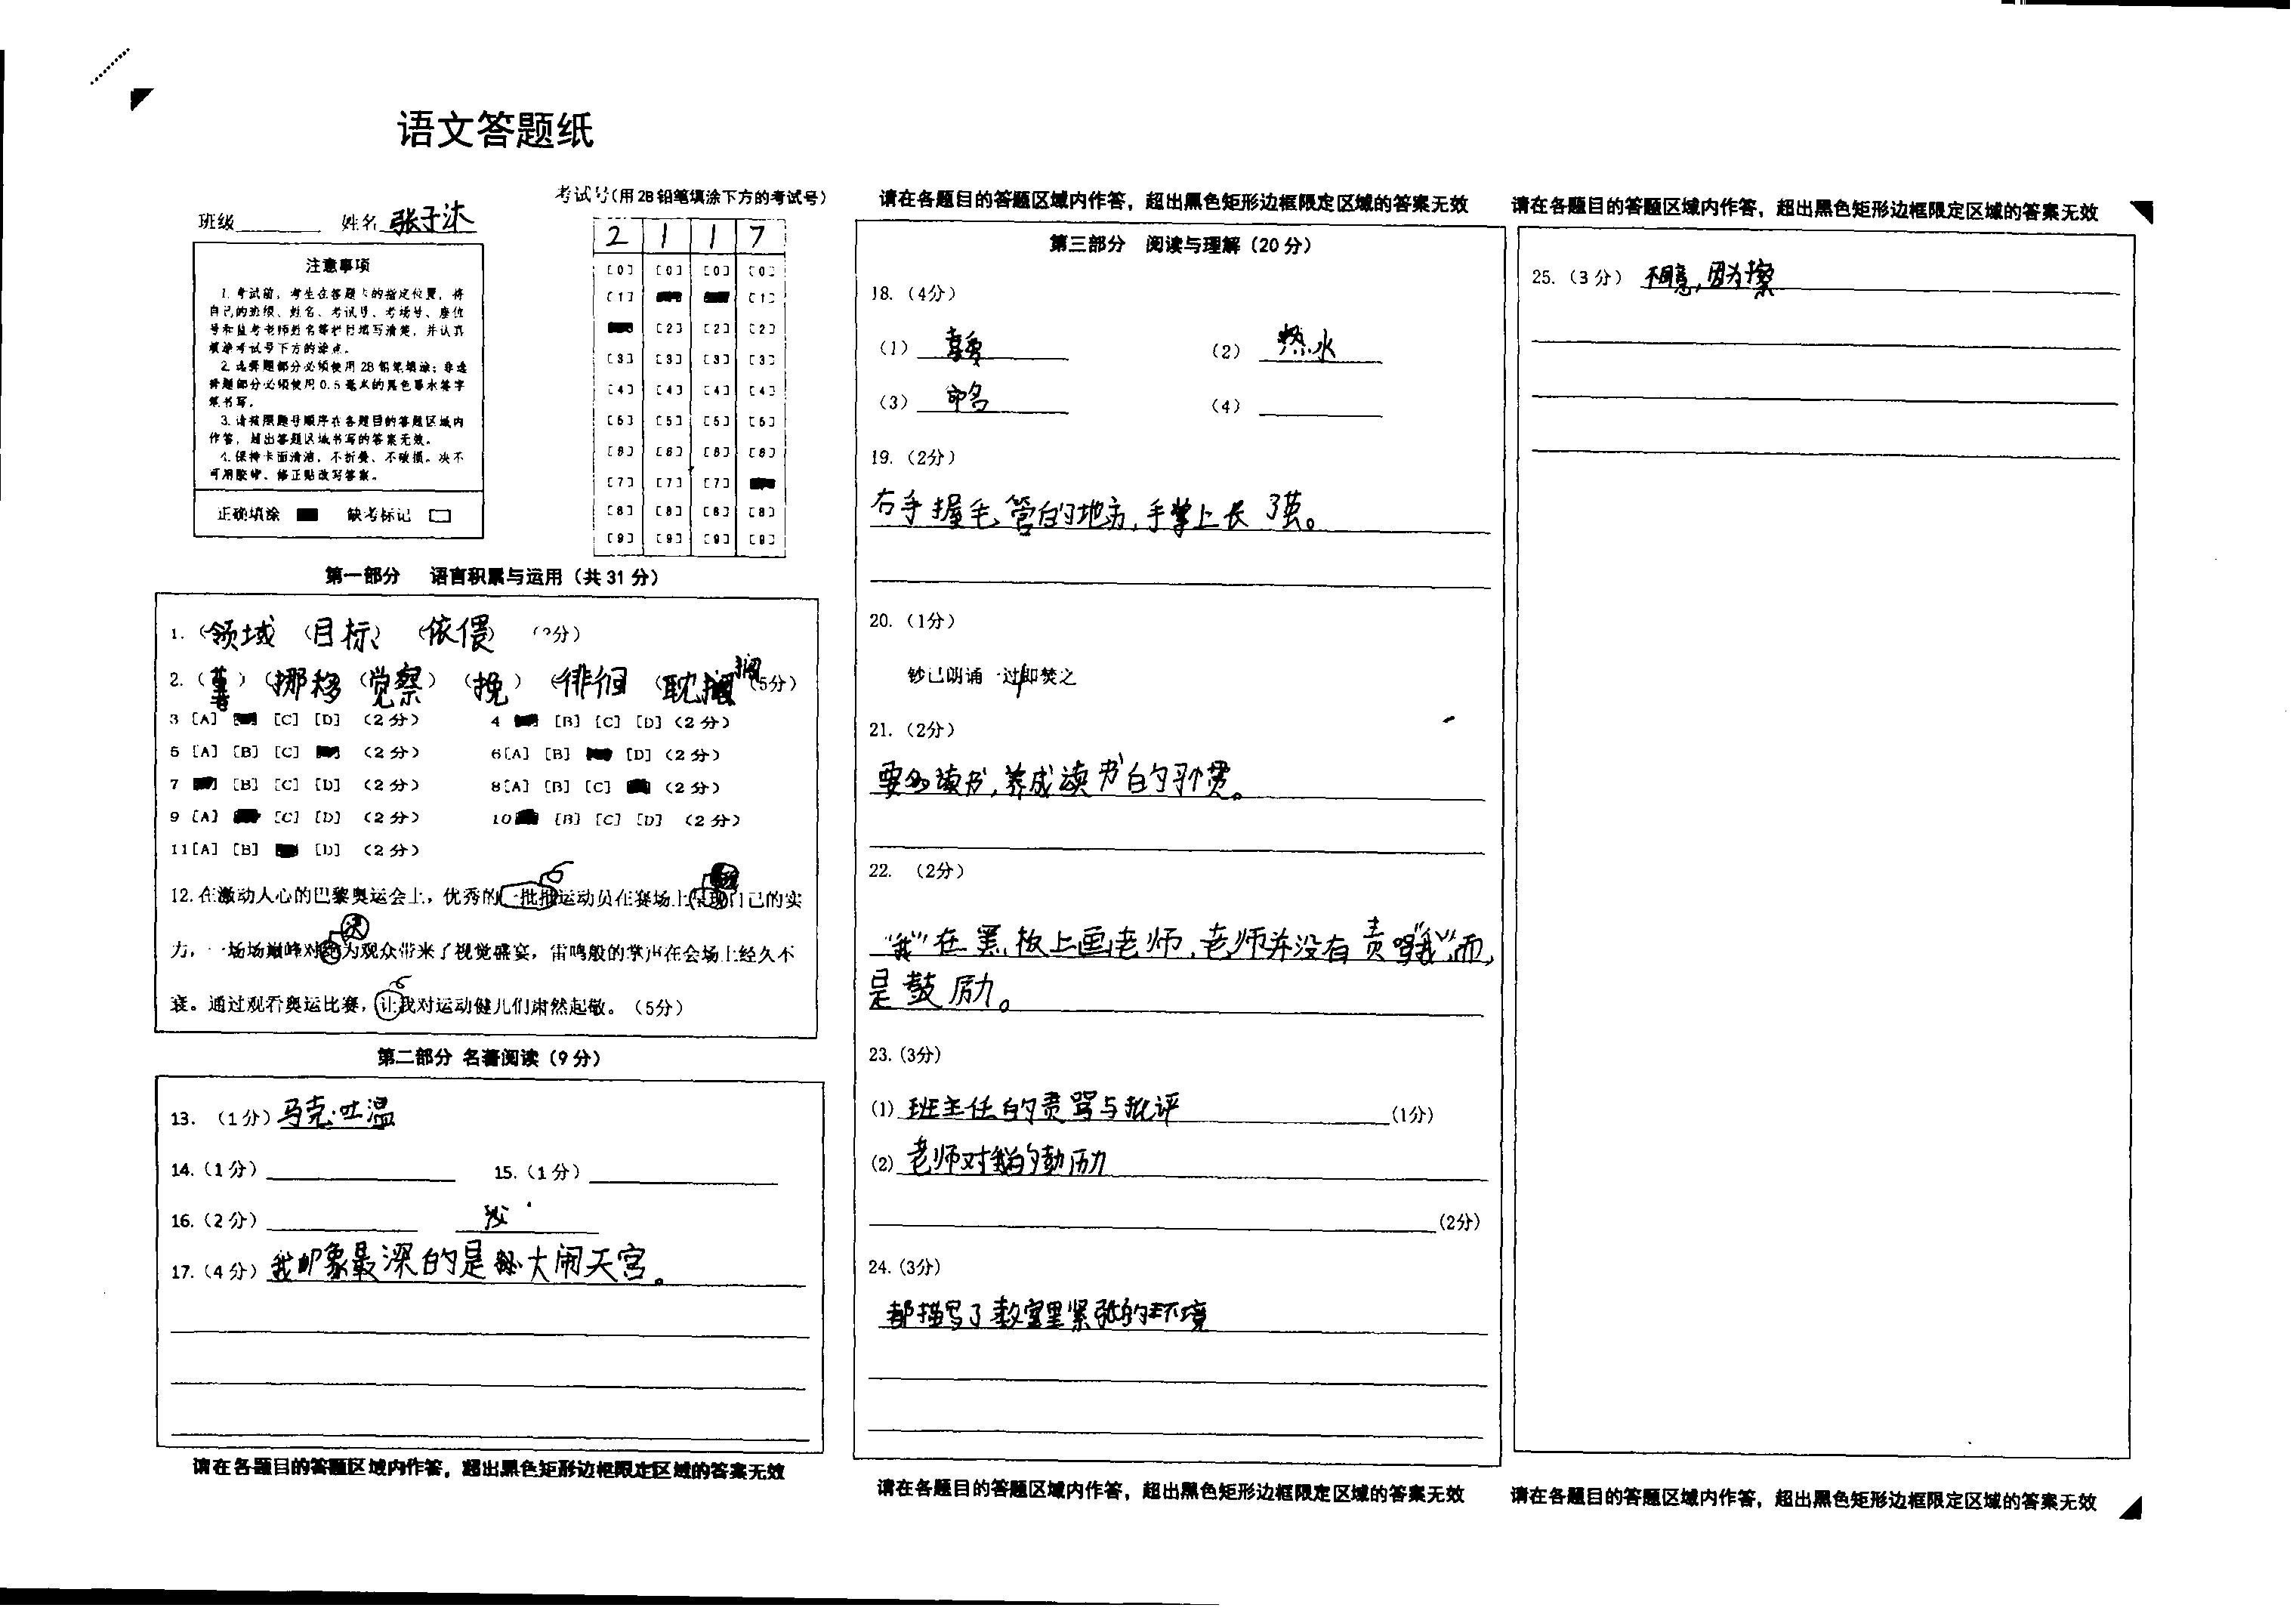 语文答题纸
考试号(用2B铅笔填涂下方的考试号)
班级 姓名 张子沐
2 1 1 7
注意事项
1. 考试前，考生在答题卡的指定位置，将
自己的班级、姓名、考试号、考场号、座位
号和监考老师姓名等栏目填写清楚，并认真
填涂考试号下方的涂点。
2. 选择题部分必须使用2B铅笔填涂；非选
择题部分必须使用0.5毫米的黑色墨水签字
笔书写。
3. 请按照题号顺序在各题目的答题区域内
作答，超出答题区域书写的答案无效。
4. 保持卡面清洁，不折叠、不破损。决不
可用胶带、修正贴改写答案。
正确填涂 缺考标记
[0] [0] [0] [0]
[1] [1]
[2] [2] [2]
[3] [3] [3] [3]
[4] [4] [4] [4]
[5] [5] [5] [5]
[6] [6] [6] [6]
[7] [7] [7]
[8] [8] [8] [8]
[9] [9] [9] [9]
第一部分 语言积累与运用（共31分）
1. (领域) (目标) (依偎)
2. ( ) (挪移) (觉察) (挽) (徘徊) (耽搁) (5分)
3 [A] [C] [D] (2分) 4 [B] [C] [D] (2分)
5 [A] [B] [C] (2分) 6 [A] [B] [D] (2分)
7 [B] [C] [D] (2分) 8 [A] [B] [C] (2分)
9 [A] [C] [D] (2分) 10 [B] [C] [D] (2分)
11 [A] [B] [D] (2分)
12. 在激动人心的巴黎奥运会上，优秀的一批批运动员在赛场上 自己的实
力，一场场巅峰对决为观众带来了视觉盛宴，雷鸣般的掌声在会场上经久不
衰。通过观看奥运比赛，让我对运动健儿们肃然起敬。（5分）
第二部分 名著阅读（9分）
13. （1分）马克·吐温
14. （1分） 15. （1分）
16. （2分）
17. （4分）我印象最深的是 大闹天宫。
请在各题目的答题区域内作答，超出黑色矩形边框限定区域的答案无效
请在各题目的答题区域内作答，超出黑色矩形边框限定区域的答案无效
第三部分 阅读与理解（20分）
18. （4分）
（1） （2）热水
（3）命名 （4）
19. （2分）
右手握毛管的地方，手掌上长了茧。
20. （1分）
钞已朗诵一过/即焚之
21. （2分）
要多读书，养成读书的习惯。
22. （2分）
“我”在黑板上画老师，老师并没有责骂“我”，而
是鼓励。
23. （3分）
(1) 班主任的责骂与批评 (1分)
(2) 老师对我的励
(2分)
24. （3分）
都描写了教室里紧张的环境
请在各题目的答题区域内作答，超出黑色矩形边框限定区域的答案无效
请在各题目的答题区域内作答，超出黑色矩形边框限定区域的答案无效
25. （3分）不同意，因为擦
请在各题目的答题区域内作答，超出黑色矩形边框限定区域的答案无效